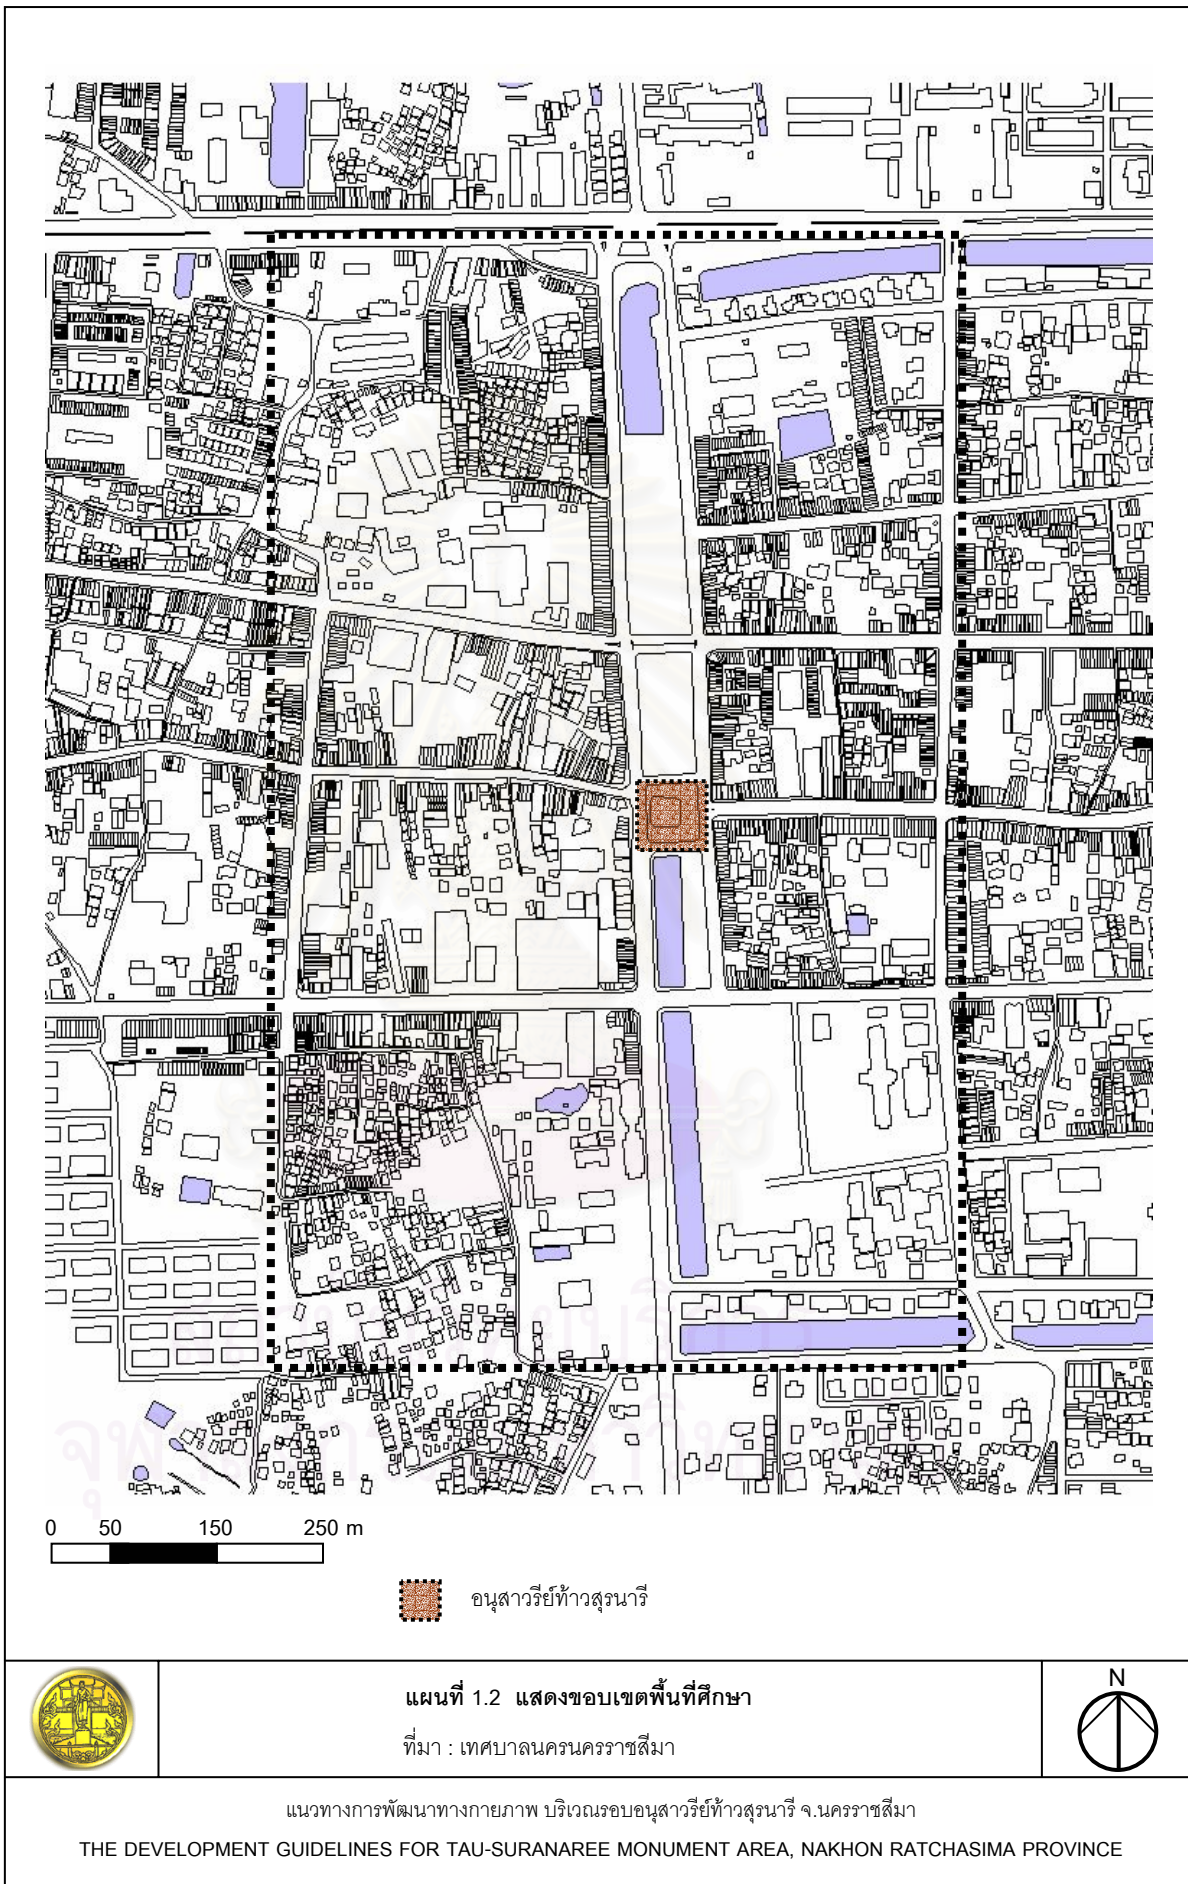 0 50 150 250 m
อนุสาวรีย์ท้าวสุรนารี
แผนที่ 1.2 แสดงขอบเขตพื้นที่ศึกษา
N
ที่มา : เทศบาลนครนครราชสีมา
แนวทางการพัฒนาทางกายภาพ บริเวณรอบอนุสาวรีย์ท้าวสุรนารี จ.นครราชสีมา
THE DEVELOPMENT GUIDELINES FOR TAU-SURANAREE MONUMENT AREA, NAKHON RATCHASIMA PROVINCE